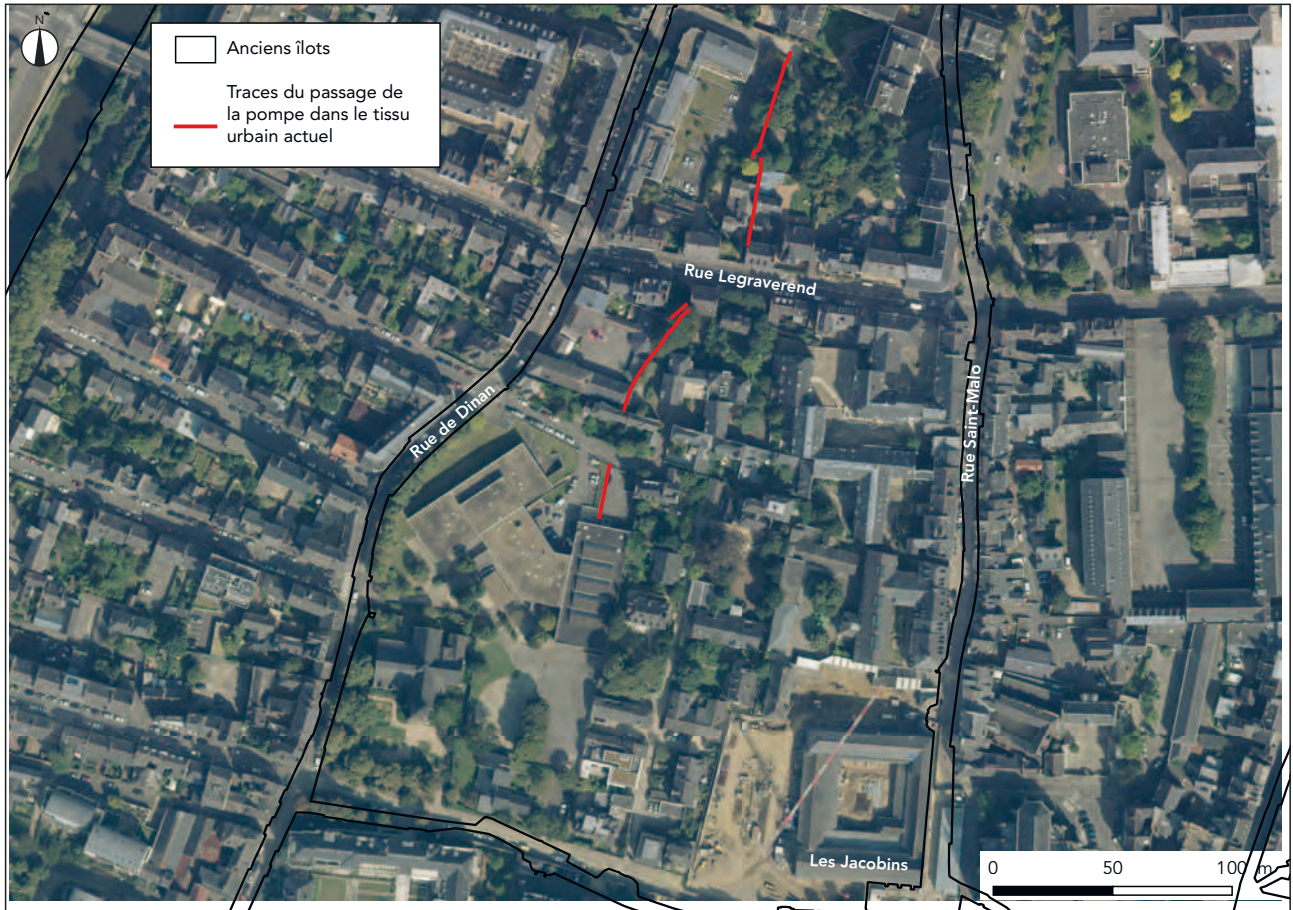 N
Anciens îlots
Traces du passage de
la pompe dans le tissu
urbain actuel
Rue Legraverend
Rue de Dinan
Rue Saint-Malo
Les Jacobins
0 50 100 m